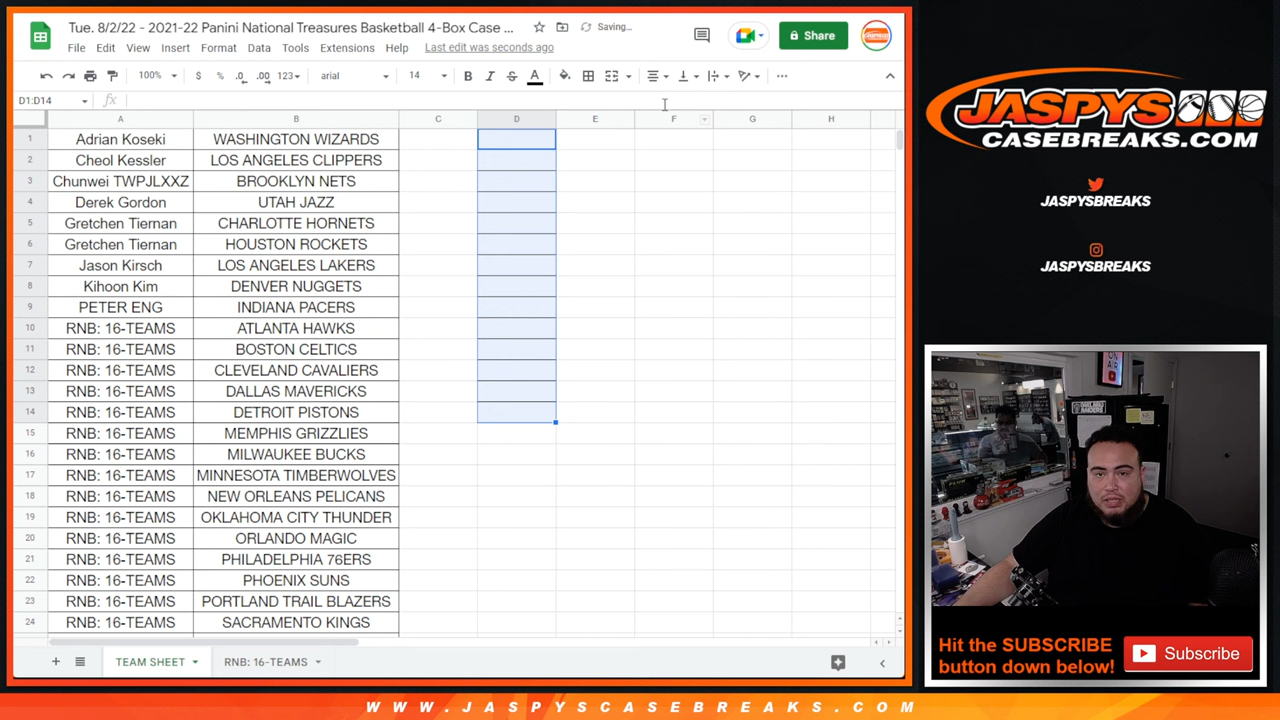 Tue. 8/2/22 - 2021-22 Panini National Treasures Basketball 4-Box Case ...
Saving...
File Edit View Insert Format Data Tools Extensions Help Last edit was seconds ago
Share
100% $ % .0 .00 123 arial 14 B I S A ...
D1:D14 fx
A B C D E F G H
1 Adrian Koseki WASHINGTON WIZARDS
2 Cheol Kessler LOS ANGELES CLIPPERS
3 Chunwei TWPJLXXZ BROOKLYN NETS
4 Derek Gordon UTAH JAZZ
5 Gretchen Tiernan CHARLOTTE HORNETS
6 Gretchen Tiernan HOUSTON ROCKETS
7 Jason Kirsch LOS ANGELES LAKERS
8 Kihoon Kim DENVER NUGGETS
9 PETER ENG INDIANA PACERS
10 RNB: 16-TEAMS ATLANTA HAWKS
11 RNB: 16-TEAMS BOSTON CELTICS
12 RNB: 16-TEAMS CLEVELAND CAVALIERS
13 RNB: 16-TEAMS DALLAS MAVERICKS
14 RNB: 16-TEAMS DETROIT PISTONS
15 RNB: 16-TEAMS MEMPHIS GRIZZLIES
16 RNB: 16-TEAMS MILWAUKEE BUCKS
17 RNB: 16-TEAMS MINNESOTA TIMBERWOLVES
18 RNB: 16-TEAMS NEW ORLEANS PELICANS
19 RNB: 16-TEAMS OKLAHOMA CITY THUNDER
20 RNB: 16-TEAMS ORLANDO MAGIC
21 RNB: 16-TEAMS PHILADELPHIA 76ERS
22 RNB: 16-TEAMS PHOENIX SUNS
23 RNB: 16-TEAMS PORTLAND TRAIL BLAZERS
24 RNB: 16-TEAMS SACRAMENTO KINGS
TEAM SHEET RNB: 16-TEAMS
JASPYS
CASEBREAKS.COM
JASPYSBREAKS
JASPYSBREAKS
ON
AIR
Hit the SUBSCRIBE
button down below!
Subscribe
WWW.JASPYSCASEBREAKS.COM